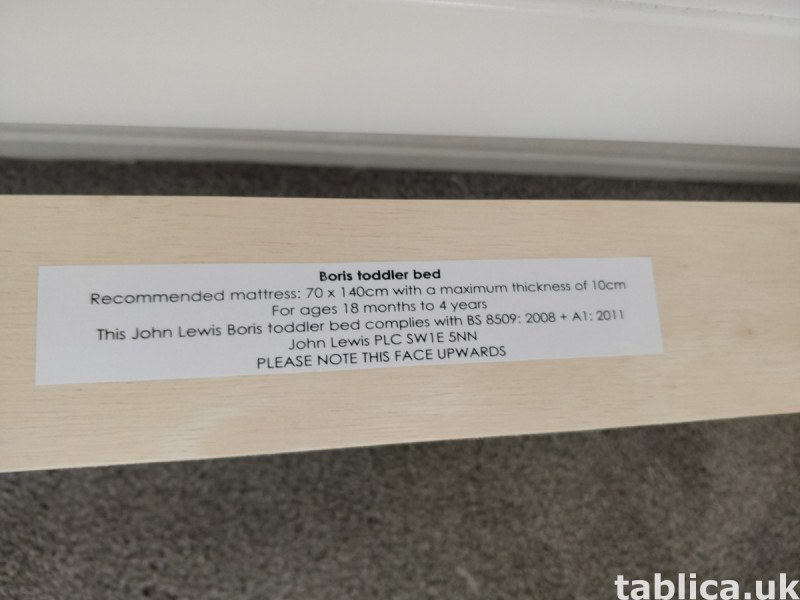 Boris toddler bed
Recommended mattress: 70 x 140cm with a maximum thickness of 10cm
For ages 18 months to 4 years
This John Lewis Boris toddler bed complies with BS 8509: 2008 + A1: 2011
John Lewis PLC SW1E 5NN
PLEASE NOTE THIS FACE UPWARDS
tablica.uk